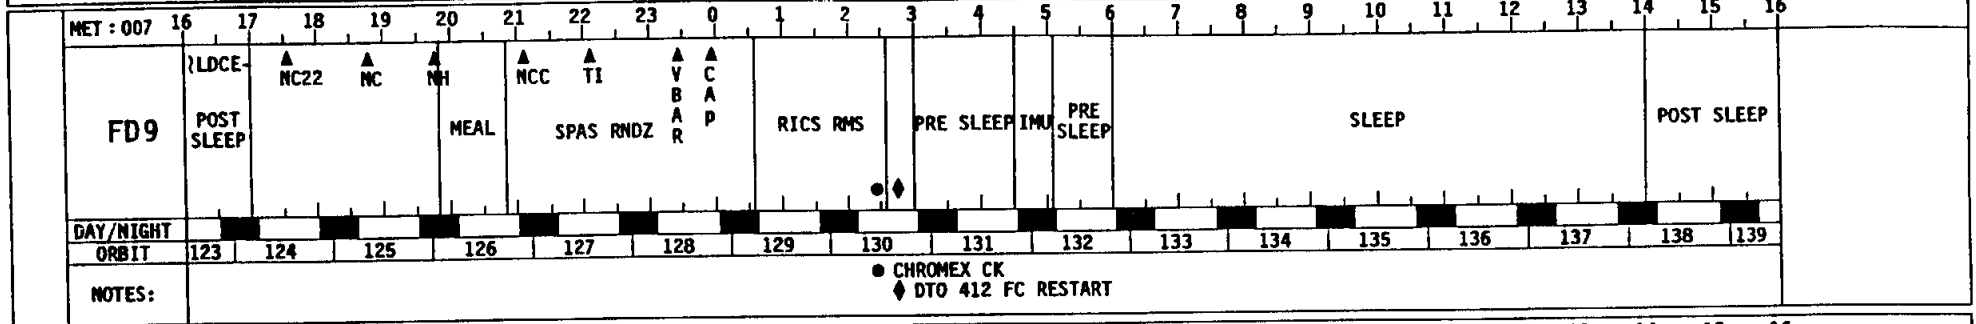 MET : 007 16 17 18 19 20 21 22 23 0 1 2 3 4 5 6 7 8 9 10 11 12 13 14 15 16
LDCE
NC22 NC NH NCC TI VBAR CAP
FD9
POST SLEEP
MEAL
SPAS RNDZ
RICS RMS
PRE SLEEP
IMU
PRE SLEEP
SLEEP
POST SLEEP
DAY/NIGHT
ORBIT 123 124 125 126 127 128 129 130 131 132 133 134 135 136 137 138 139
● CHROMEX CK
NOTES: ♦ DTO 412 FC RESTART